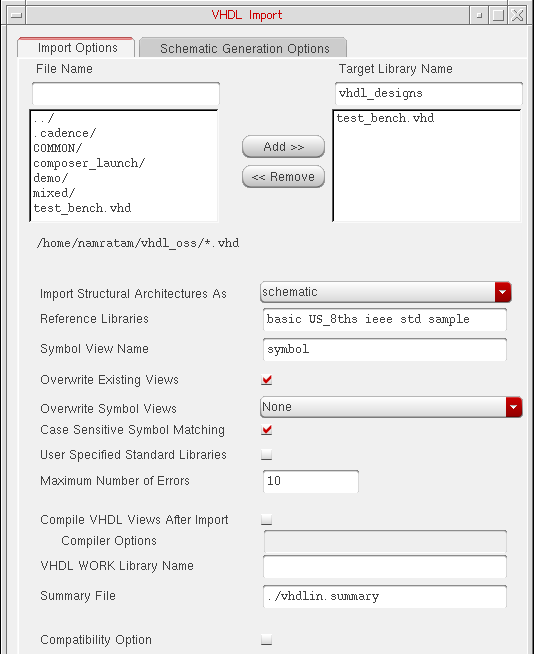 VHDL Import
Import Options
Schematic Generation Options
File Name
Target Library Name
vhdl_designs
../
.cadence/
COMMON/
composer_launch/
demo/
mixed/
test_bench.vhd
Add >>
<< Remove
test_bench.vhd
/home/namratam/vhdl_oss/*.vhd
Import Structural Architectures As schematic
Reference Libraries basic US_8ths ieee std sample
Symbol View Name symbol
Overwrite Existing Views
Overwrite Symbol Views None
Case Sensitive Symbol Matching
User Specified Standard Libraries
Maximum Number of Errors 10
Compile VHDL Views After Import
Compiler Options
VHDL WORK Library Name
Summary File ./vhdlin.summary
Compatibility Option